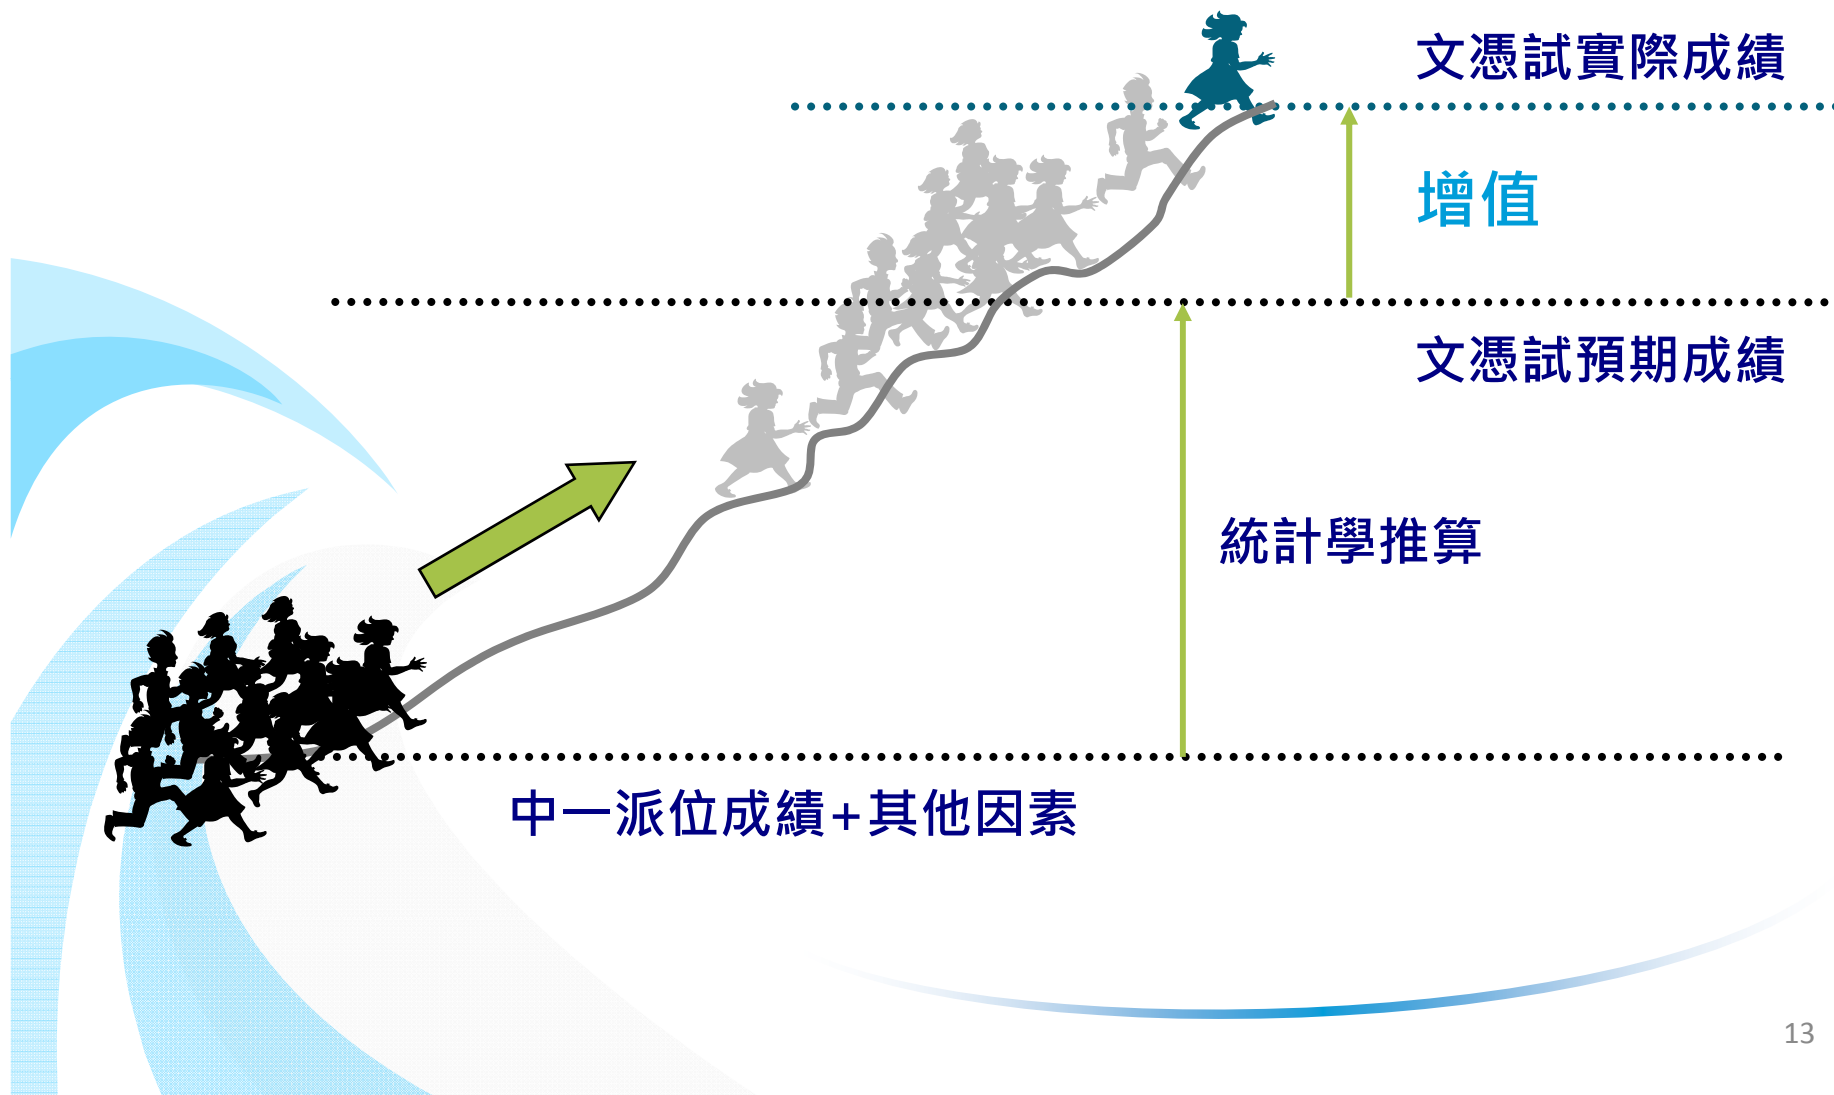 文憑試實際成績
增值
文憑試預期成績
統計學推算
中一派位成績+其他因素
13